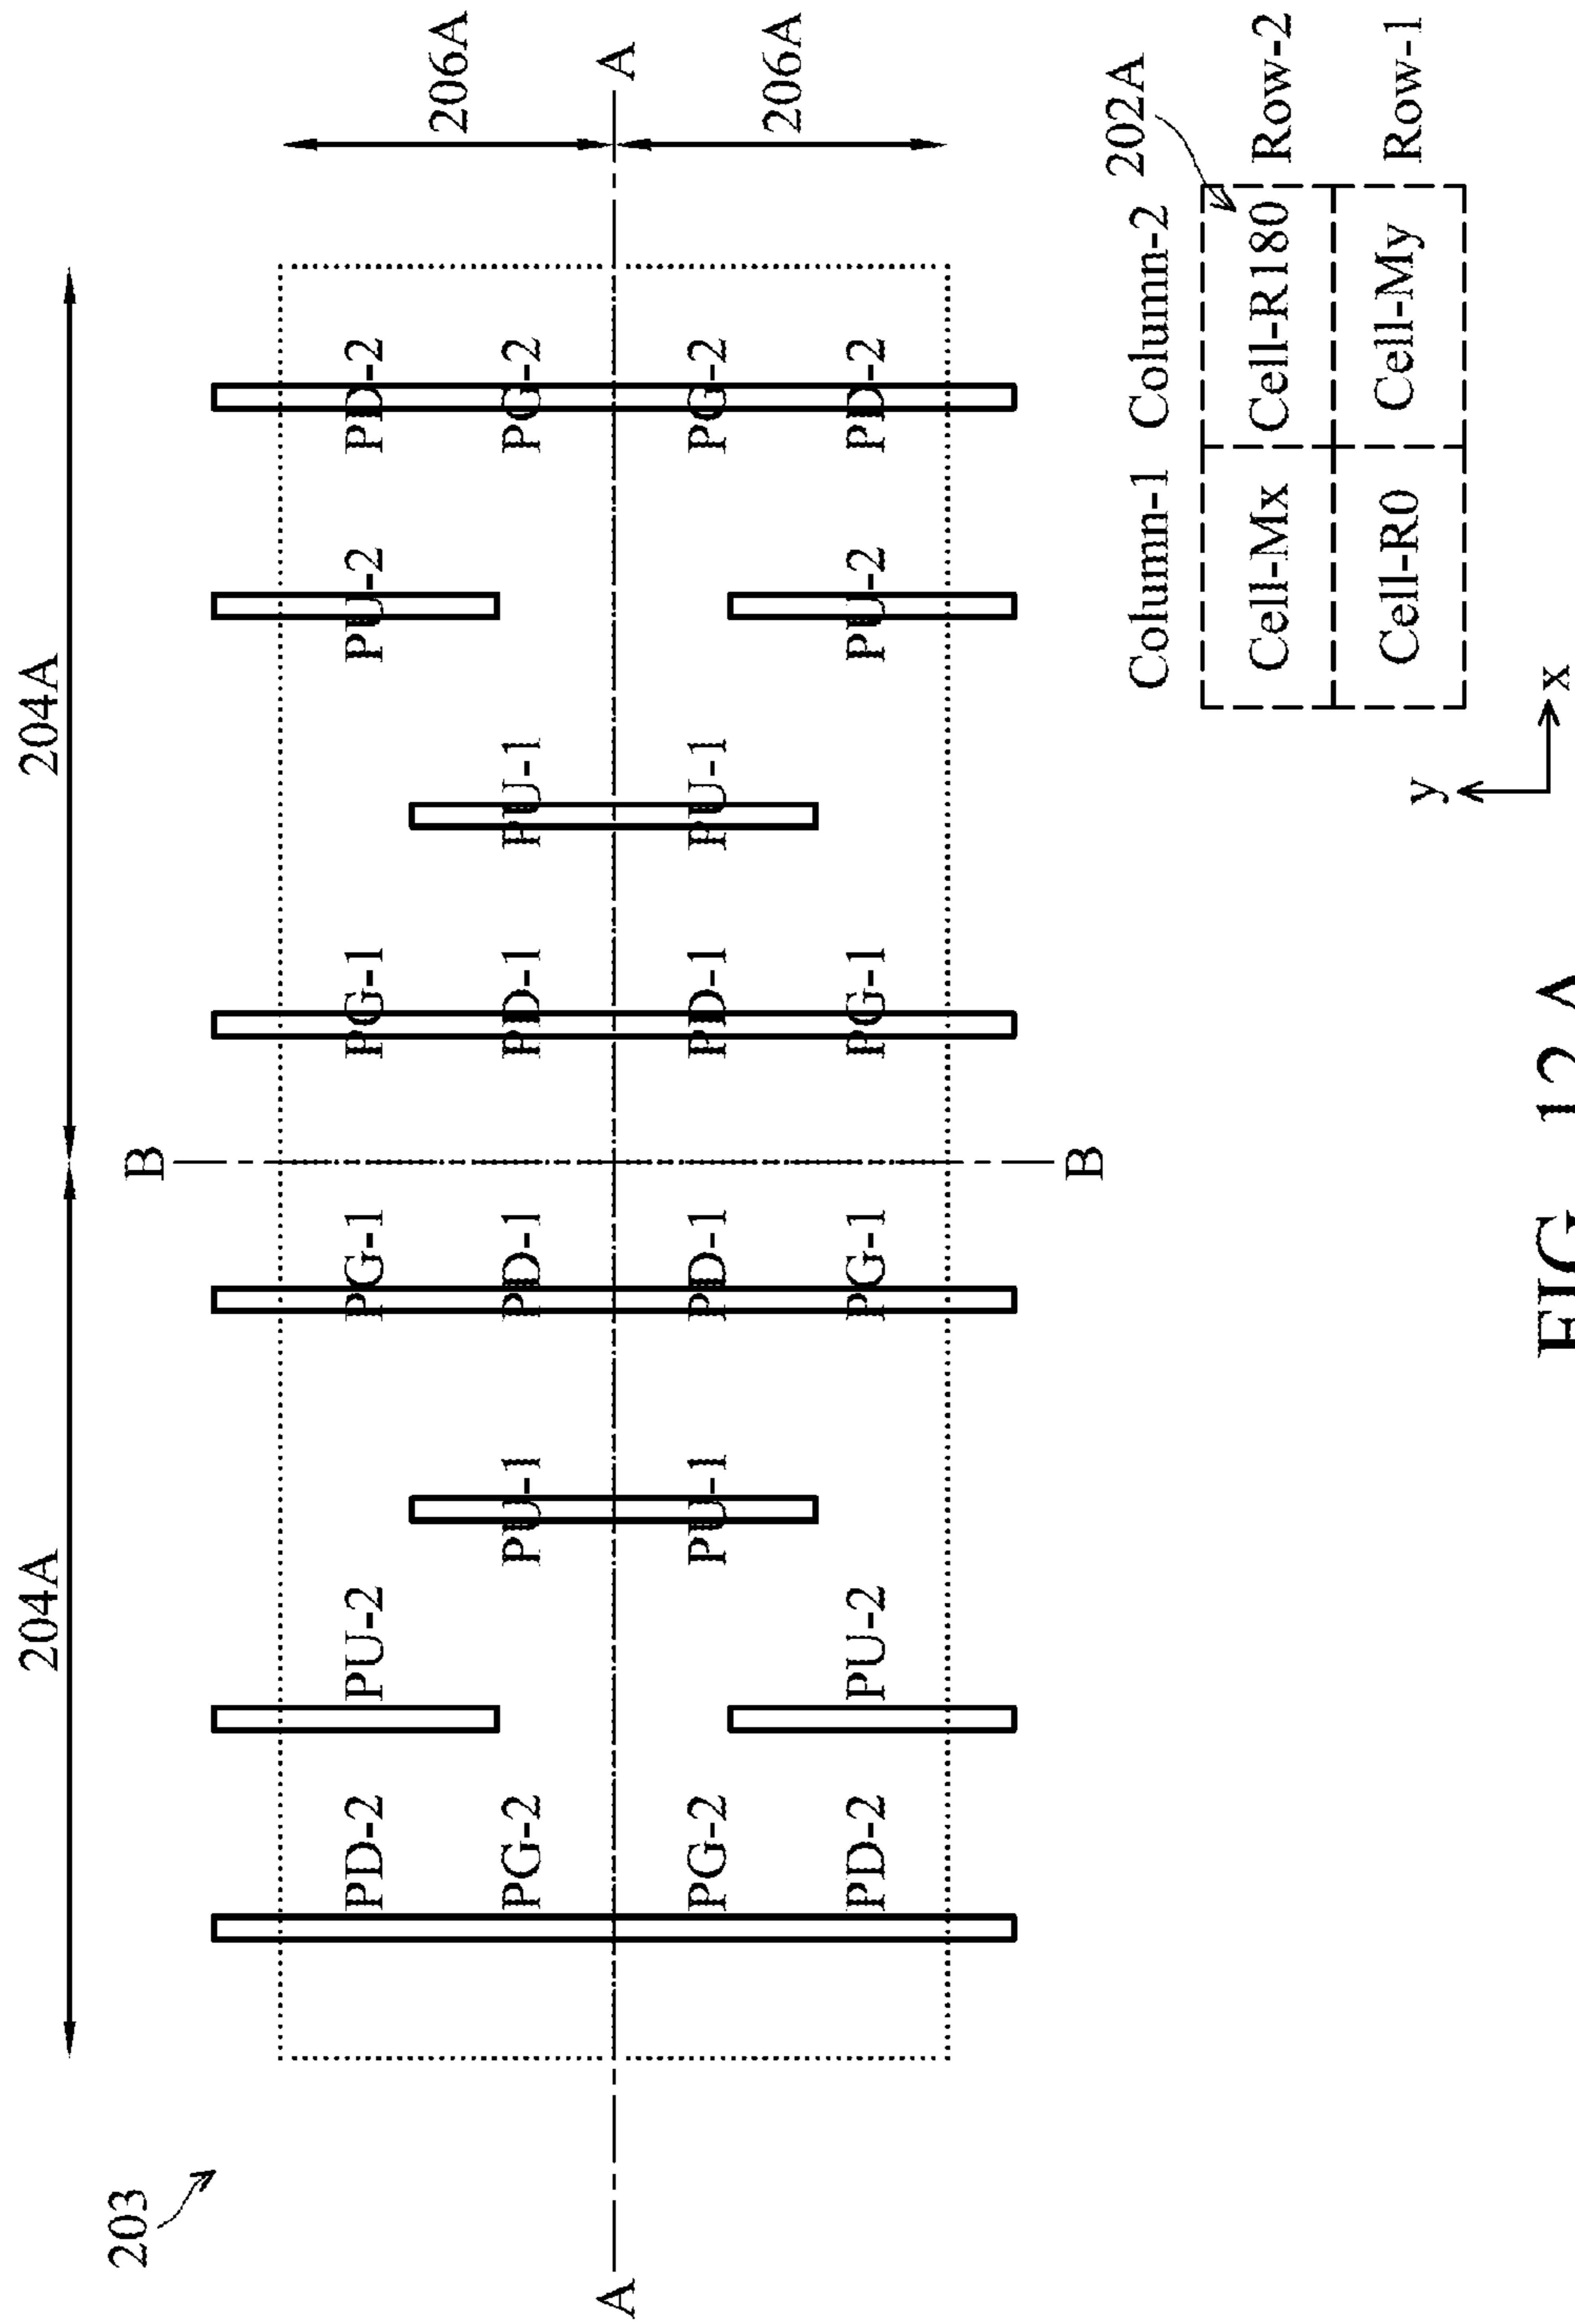 204A 204A
203 B
PD-2 PU-2 PG-1 PG-1 PU-2 PD-2
206A
PG-2 PU-1 PD-1 PD-1 PU-1 PG-2
A A
PG-2 PU-1 PD-1 PD-1 PU-1 PG-2
206A
PD-2 PU-2 PG-1 PG-1 PU-2 PD-2
B
202A
Column-1 Column-2
Cell-Mx Cell-R180 Row-2
Cell-R0 Cell-My Row-1
y
x
FIG. 12 A